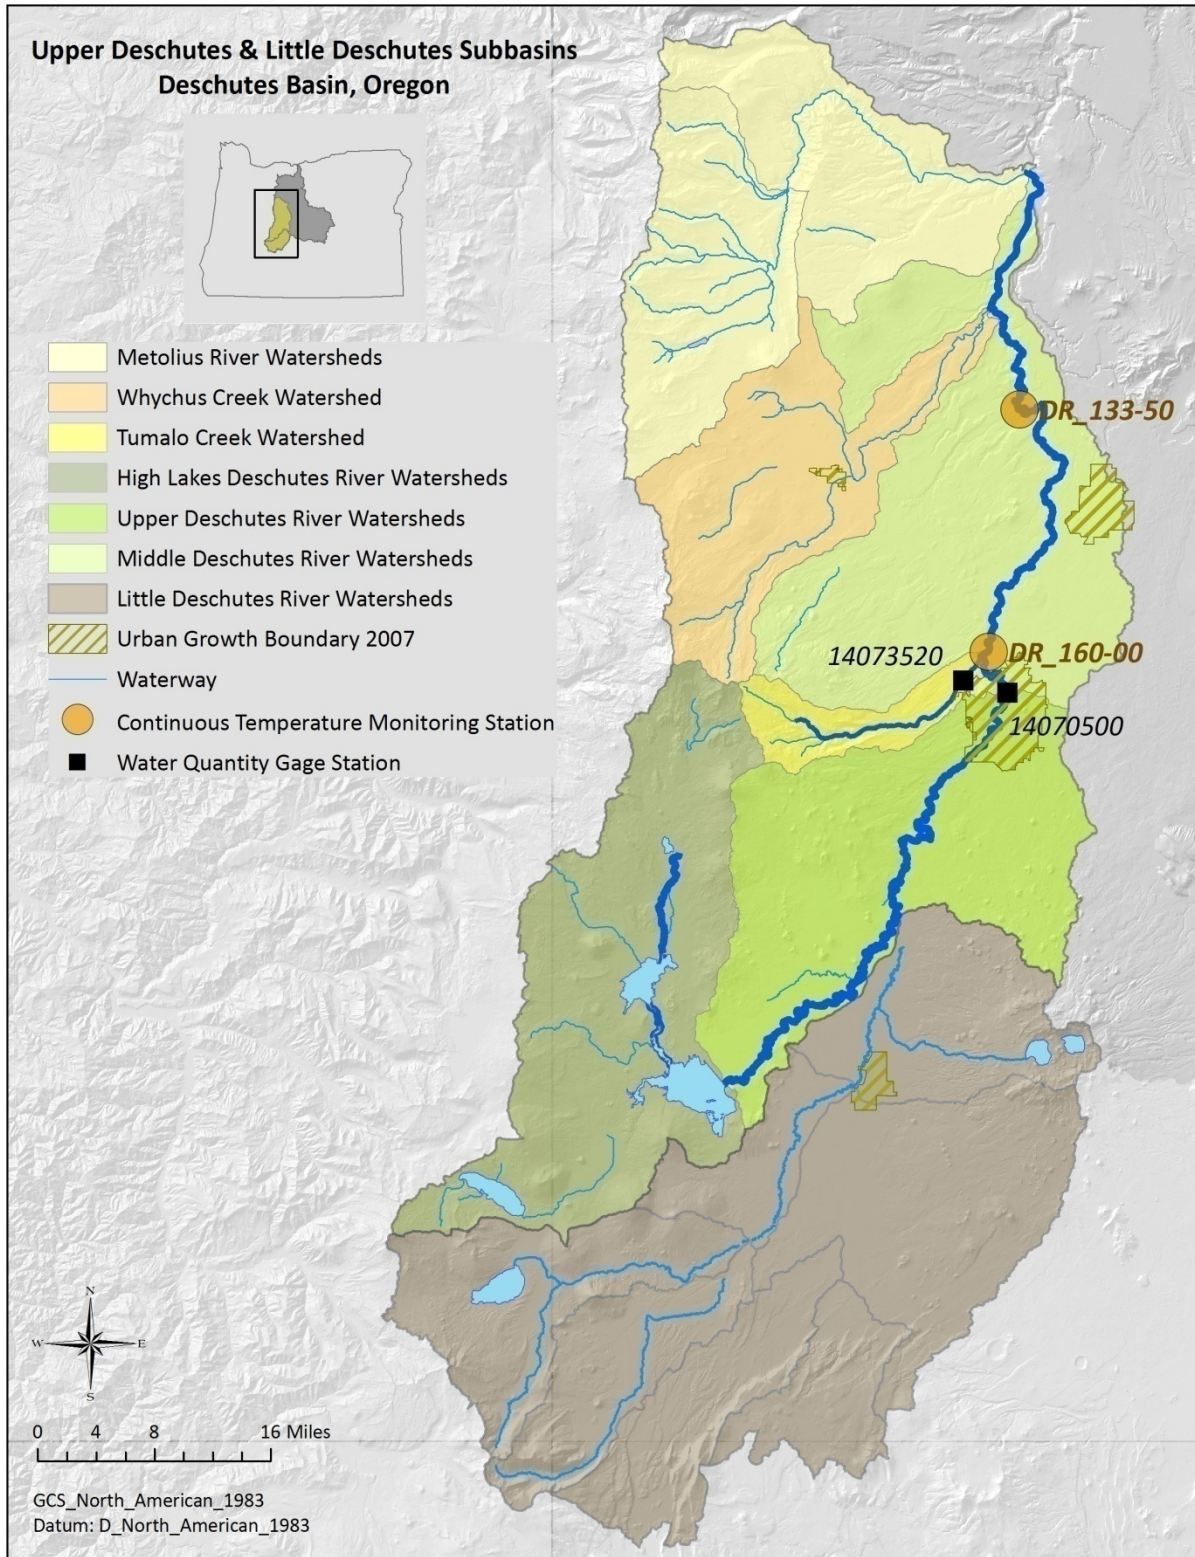 Upper Deschutes & Little Deschutes Subbasins
Deschutes Basin, Oregon
Metolius River Watersheds
Whychus Creek Watershed
Tumalo Creek Watershed
High Lakes Deschutes River Watersheds
Upper Deschutes River Watersheds
Middle Deschutes River Watersheds
Little Deschutes River Watersheds
Urban Growth Boundary 2007
Waterway
Continuous Temperature Monitoring Station
Water Quantity Gage Station
DR_133-50
14073520
DR_160-00
14070500
N
W E
S
0 4 8 16 Miles
GCS_North_American_1983
Datum: D_North_American_1983